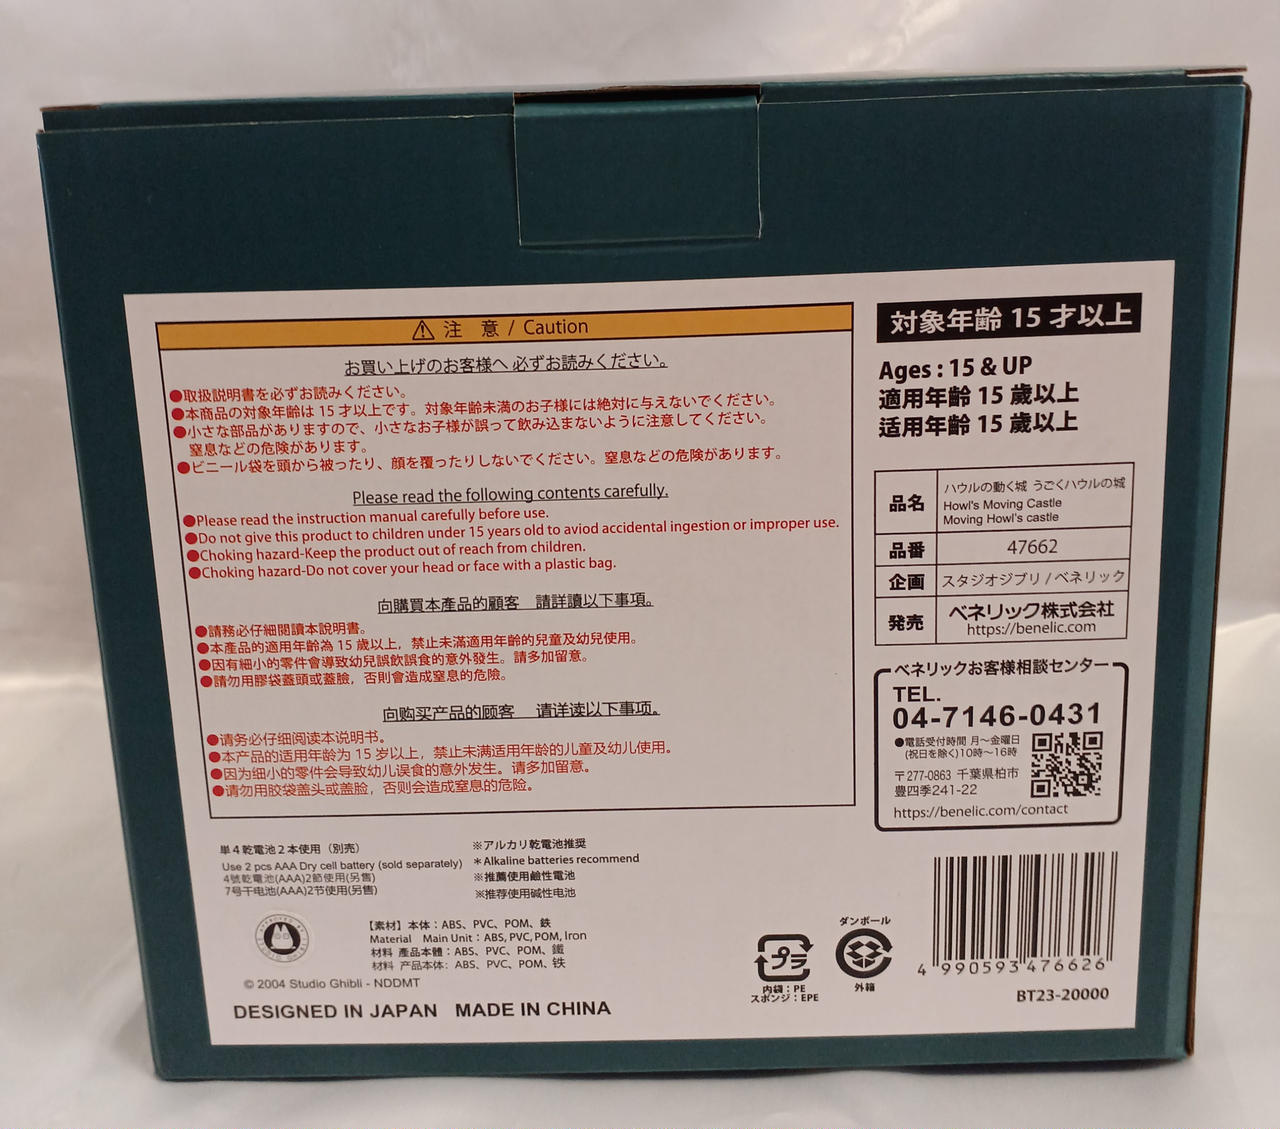 ⚠ 注 意 / Caution
お買い上げのお客様へ 必ずお読みください。
●取扱説明書を必ずお読みください。
●本商品の対象年齢は 15 才以上です。対象年齢未満のお子様には絶対に与えないでください。
●小さな部品がありますので、小さなお子様が誤って飲み込まないように注意してください。
窒息などの危険があります。
●ビニール袋を頭から被ったり、顔を覆ったりしないでください。窒息などの危険があります。
Please read the following contents carefully.
●Please read the instruction manual carefully before use.
●Do not give this product to children under 15 years old to aviod accidental ingestion or improper use.
●Choking hazard-Keep the product out of reach from children.
●Choking hazard-Do not cover your head or face with a plastic bag.
向購買本產品的顧客 請詳讀以下事項。
●請務必仔細閱讀本說明書。
●本產品的適用年齡為 15 歲以上，禁止未滿適用年齡的兒童及幼兒使用。
●因有細小的零件會導致幼兒誤飲誤食的意外發生。請多加留意。
●請勿用膠袋蓋頭或蓋臉，否則會造成窒息的危險。
向购买产品的顾客 请详读以下事项。
●请务必仔细阅读本说明书。
●本产品的适用年龄为 15 岁以上，禁止未满适用年龄的儿童及幼儿使用。
●因为细小的零件会导致幼儿误食的意外发生。请多加留意。
●请勿用胶袋盖头或盖脸，否则会造成窒息的危险。
単4乾電池2本使用（別売）
Use 2 pcs AAA Dry cell battery (sold separately)
4號乾電池(AAA)2節使用(另售)
7号干电池(AAA)2节使用(另售)
※アルカリ乾電池推奨
＊Alkaline batteries recommend
※推薦使用鹼性電池
※推荐使用碱性电池
【素材】本体：ABS、PVC、POM、鉄
Material Main Unit：ABS, PVC, POM, Iron
材料 產品本體：ABS、PVC、POM、鐵
材料 产品本体：ABS、PVC、POM、铁
© 2004 Studio Ghibli - NDDMT
DESIGNED IN JAPAN MADE IN CHINA
対象年齢 15 才以上
Ages : 15 & UP
適用年齡 15 歲以上
适用年龄 15 歲以上
品名
ハウルの動く城 うごくハウルの城
Howl's Moving Castle
Moving Howl's castle
品番 47662
企画 スタジオジブリ / ベネリック
発売 ベネリック株式会社
https://benelic.com
ベネリックお客様相談センター
TEL.
04-7146-0431
●電話受付時間 月〜金曜日
(祝日を除く)10時〜16時
〒277-0863 千葉県柏市
豊四季241-22
https://benelic.com/contact
プラ
内袋：PE
スポンジ：EPE
ダンボール
外箱
4 990593 476626
BT23-20000